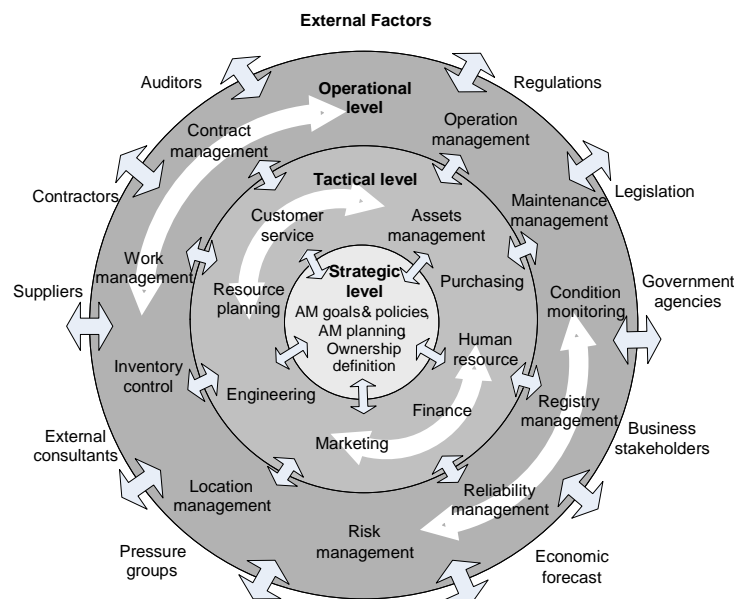 External Factors
Auditors
Regulations
Operational
level
Contract
management
Operation
management
Contractors
Legislation
Tactical level
Maintenance
management
Customer
service
Assets
management
Work
management
Strategic
level
Purchasing
Suppliers
Government
agencies
Resource
planning
Condition
monitoring
AM goals & policies,
AM planning
Ownership
definition
Human
resource
Inventory
control
Engineering
Finance
Registry
management
Business
stakeholders
External
consultants
Marketing
Location
management
Reliability
management
Risk
management
Pressure
groups
Economic
forecast